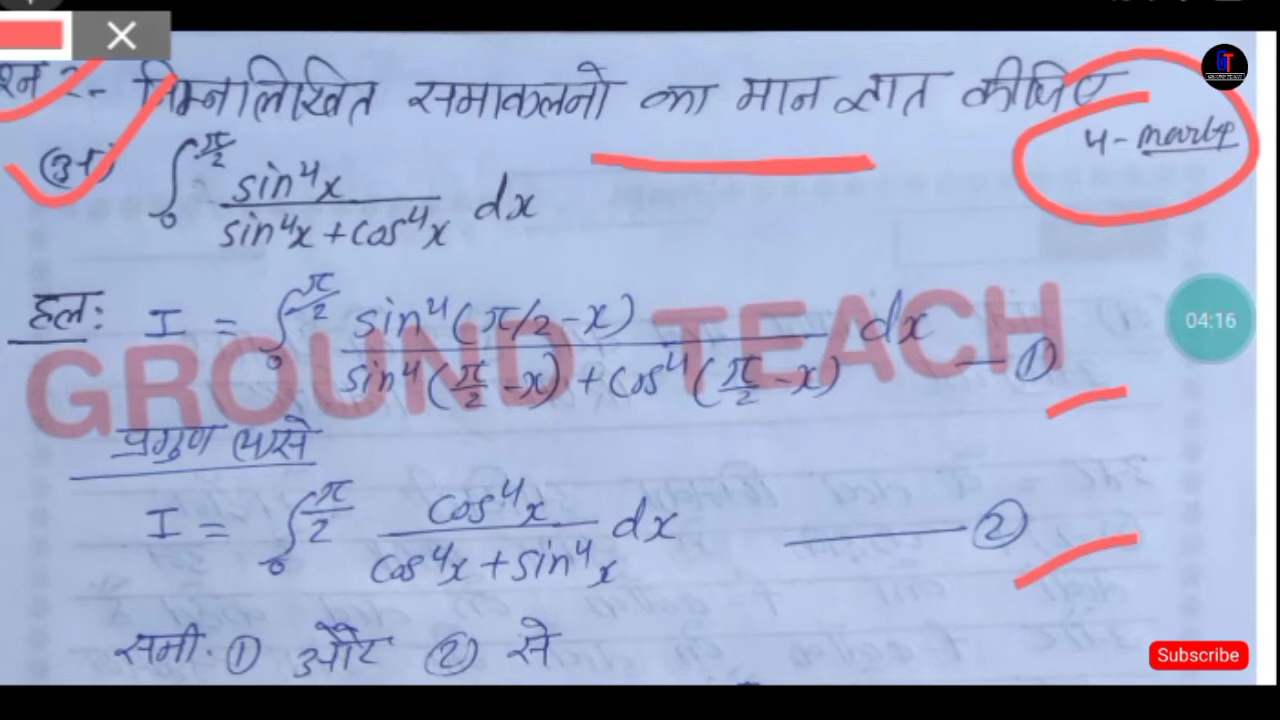 प्रश्न 2:- निम्नलिखित समाकलनो का मान ज्ञात कीजिए
4-marks
(अ) ∫₀^{π/2} sin⁴x / (sin⁴x + cos⁴x) dx
हल: I = ∫₀^{π/2} sin⁴(π/2-x) / (sin⁴(π/2-x) + cos⁴(π/2-x)) dx — ①
04:16
GROUND TEACH
प्रगुण से
I = ∫₀^{π/2} cos⁴x / (cos⁴x + sin⁴x) dx — ②
समी. ① और ② से
Subscribe